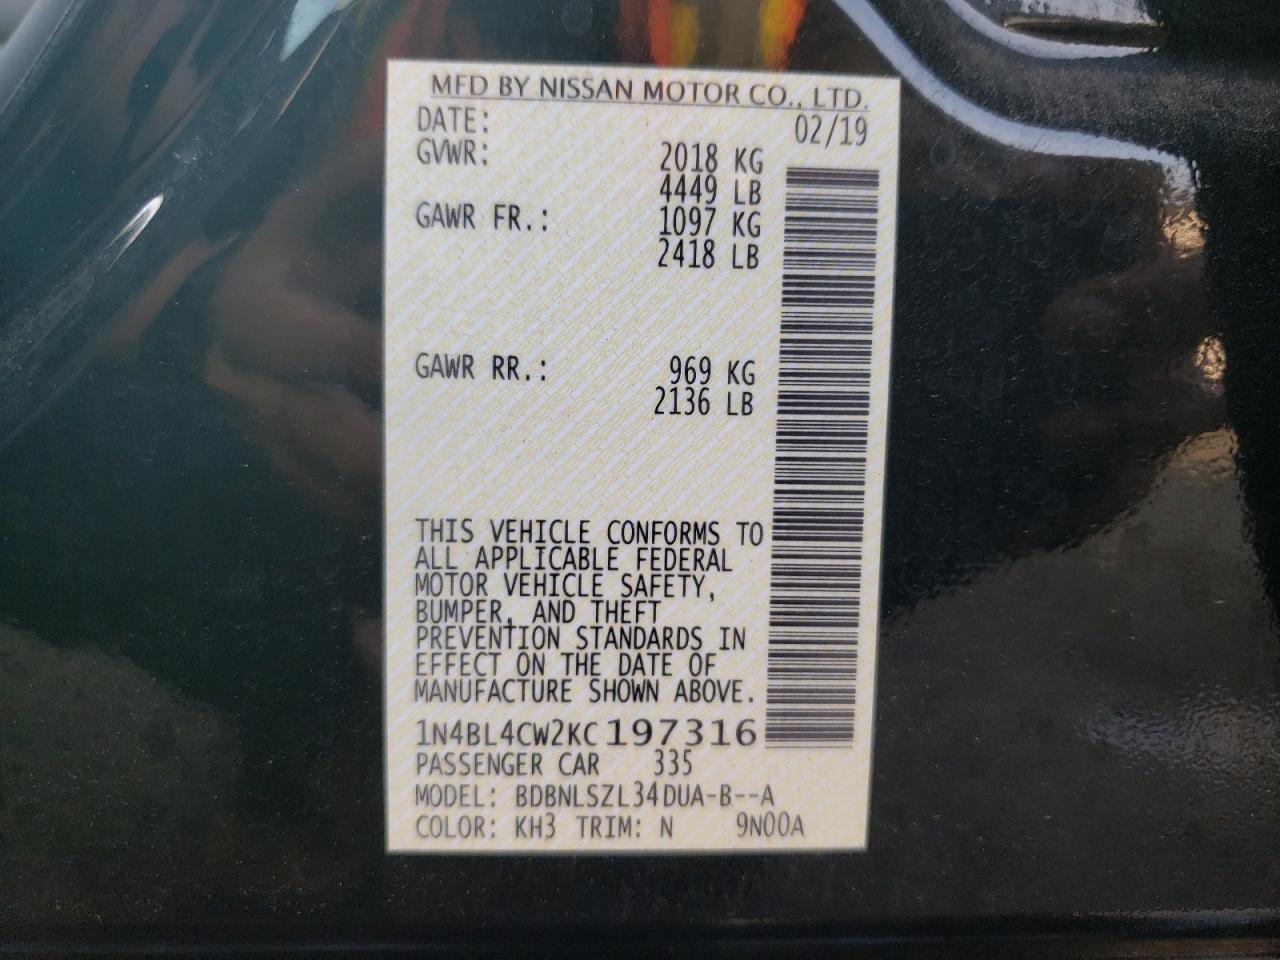 MFD BY NISSAN MOTOR CO., LTD.
DATE: 02/19
GVWR: 2018 KG
4449 LB
GAWR FR.: 1097 KG
2418 LB
GAWR RR.: 969 KG
2136 LB
THIS VEHICLE CONFORMS TO
ALL APPLICABLE FEDERAL
MOTOR VEHICLE SAFETY,
BUMPER, AND THEFT
PREVENTION STANDARDS IN
EFFECT ON THE DATE OF
MANUFACTURE SHOWN ABOVE.
1N4BL4CW2KC197316
PASSENGER CAR 335
MODEL: BDBNLSZL34DUA-B--A
COLOR: KH3 TRIM: N 9N00A